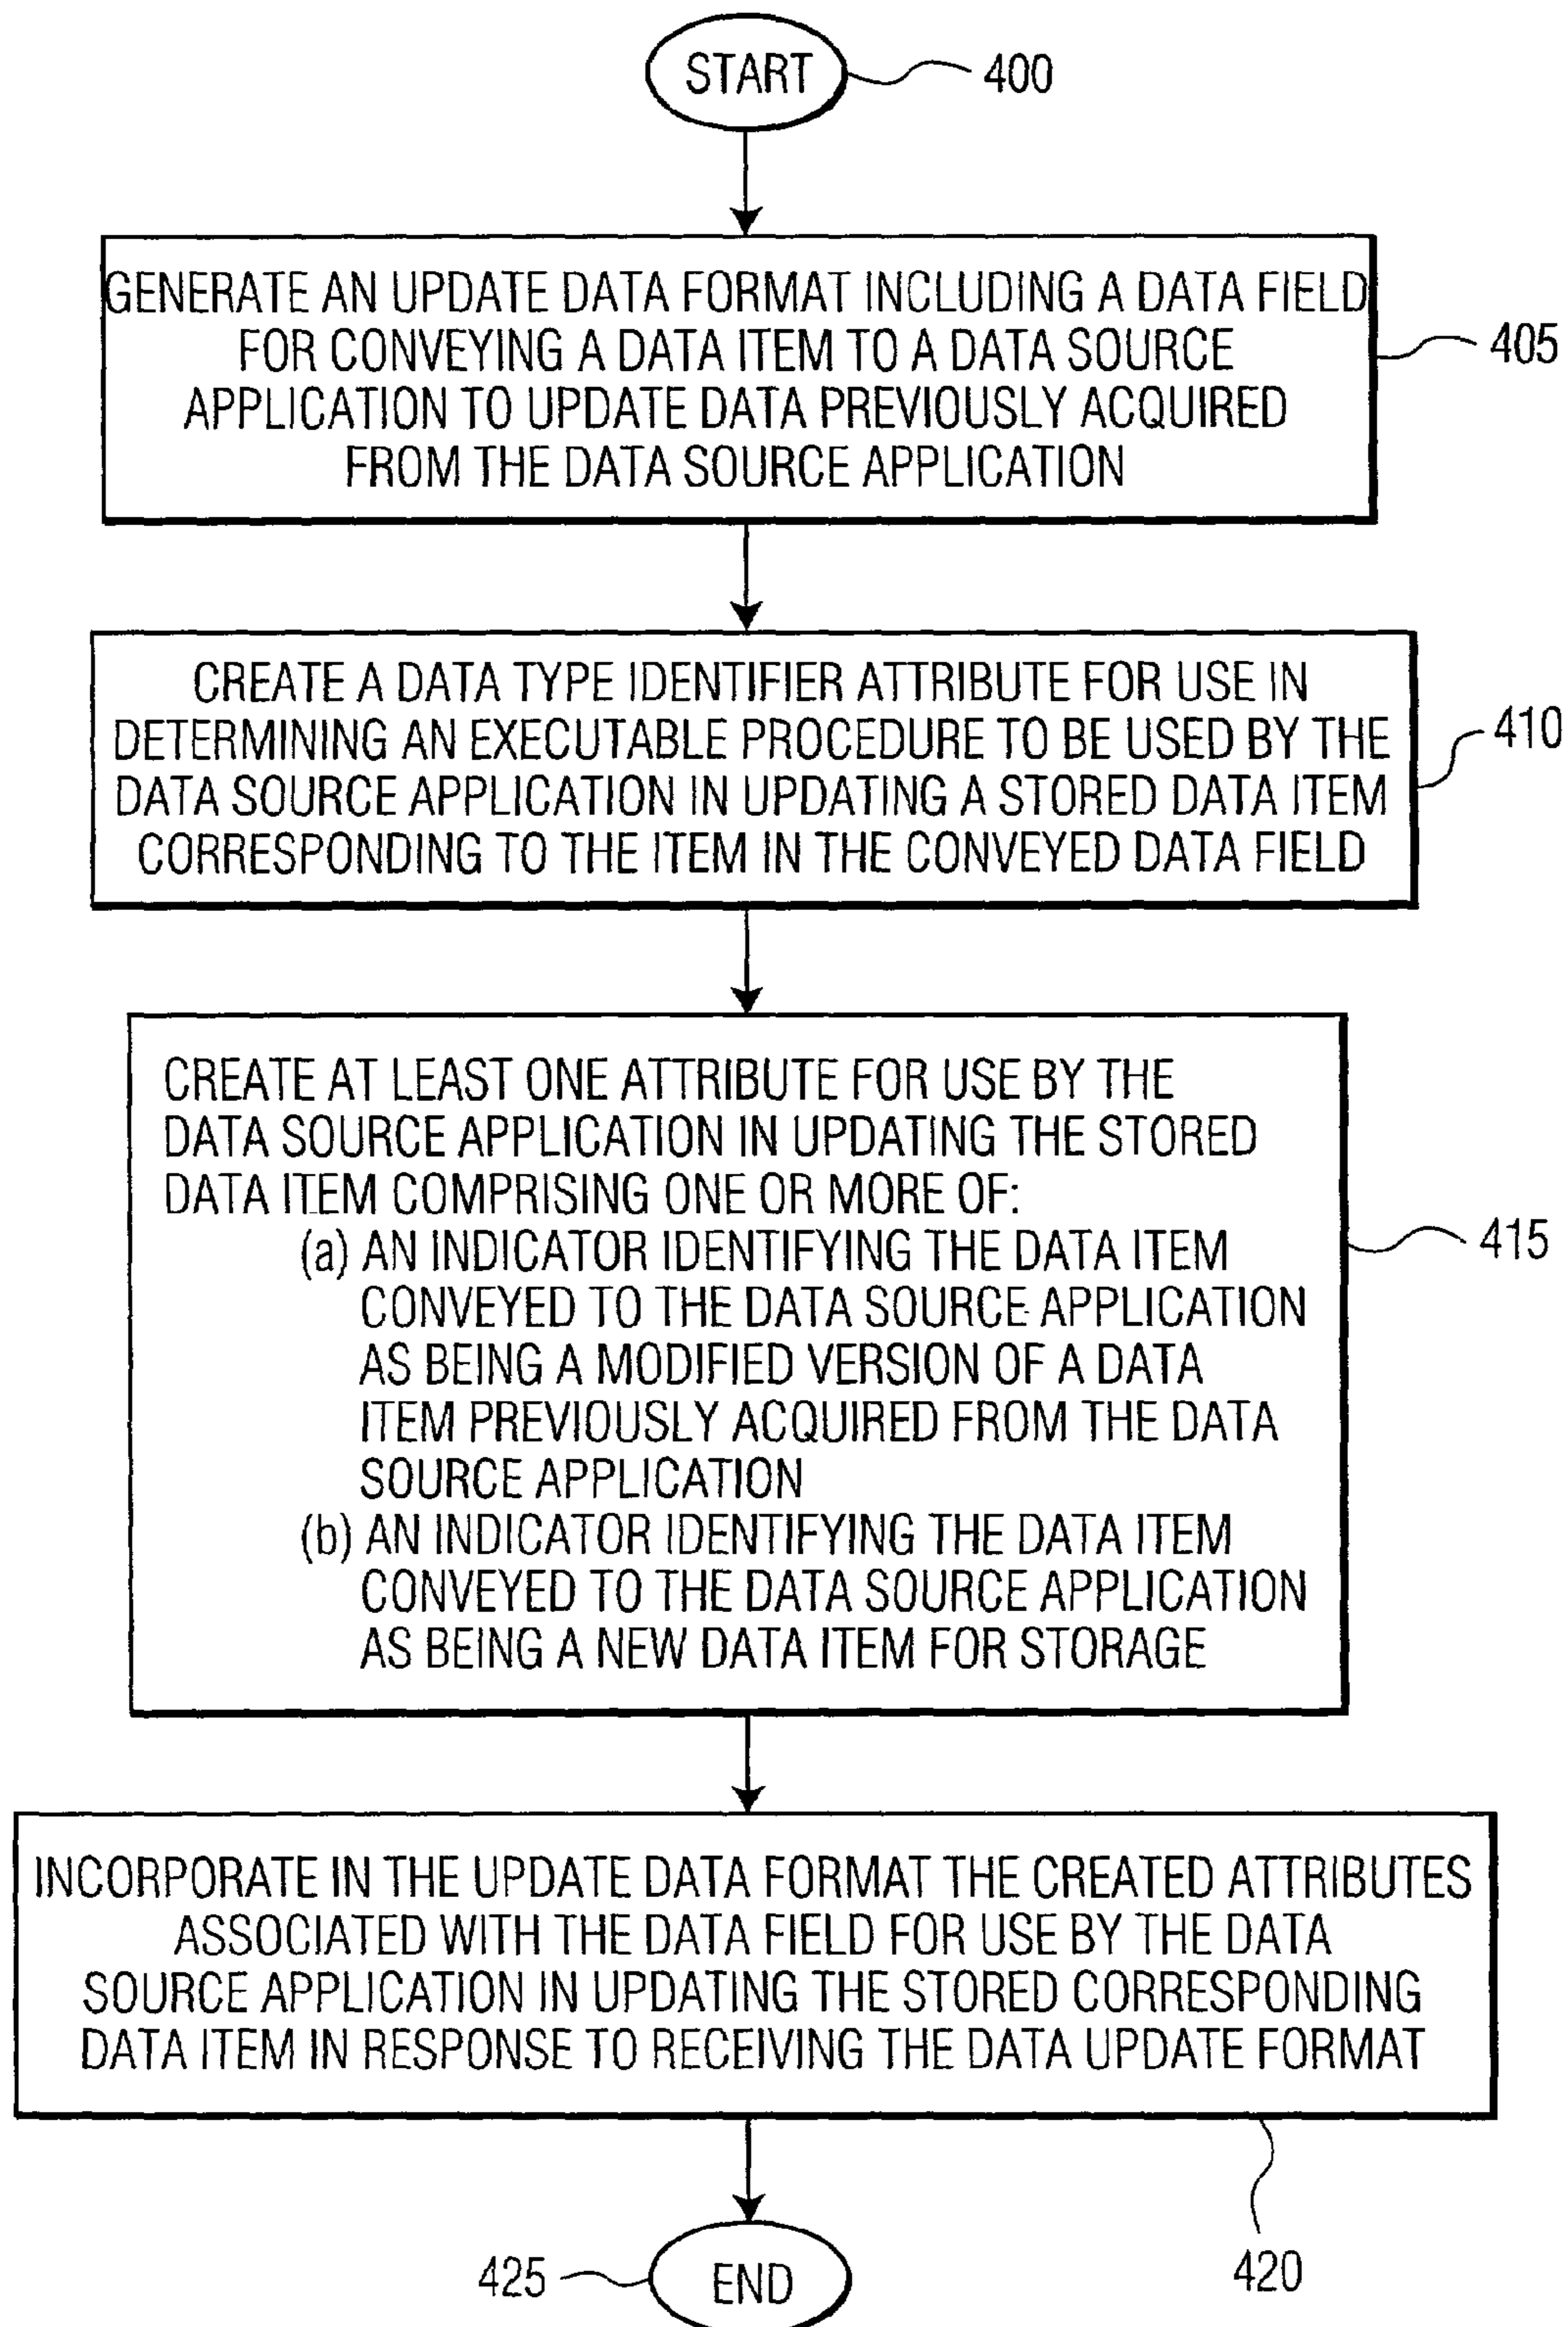 START
400
GENERATE AN UPDATE DATA FORMAT INCLUDING A DATA FIELD
FOR CONVEYING A DATA ITEM TO A DATA SOURCE
APPLICATION TO UPDATE DATA PREVIOUSLY ACQUIRED
FROM THE DATA SOURCE APPLICATION
405
CREATE A DATA TYPE IDENTIFIER ATTRIBUTE FOR USE IN
DETERMINING AN EXECUTABLE PROCEDURE TO BE USED BY THE
DATA SOURCE APPLICATION IN UPDATING A STORED DATA ITEM
CORRESPONDING TO THE ITEM IN THE CONVEYED DATA FIELD
410
CREATE AT LEAST ONE ATTRIBUTE FOR USE BY THE
DATA SOURCE APPLICATION IN UPDATING THE STORED
DATA ITEM COMPRISING ONE OR MORE OF:
(a) AN INDICATOR IDENTIFYING THE DATA ITEM
CONVEYED TO THE DATA SOURCE APPLICATION
AS BEING A MODIFIED VERSION OF A DATA
ITEM PREVIOUSLY ACQUIRED FROM THE DATA
SOURCE APPLICATION
(b) AN INDICATOR IDENTIFYING THE DATA ITEM
CONVEYED TO THE DATA SOURCE APPLICATION
AS BEING A NEW DATA ITEM FOR STORAGE
415
INCORPORATE IN THE UPDATE DATA FORMAT THE CREATED ATTRIBUTES
ASSOCIATED WITH THE DATA FIELD FOR USE BY THE DATA
SOURCE APPLICATION IN UPDATING THE STORED CORRESPONDING
DATA ITEM IN RESPONSE TO RECEIVING THE DATA UPDATE FORMAT
420
425
END